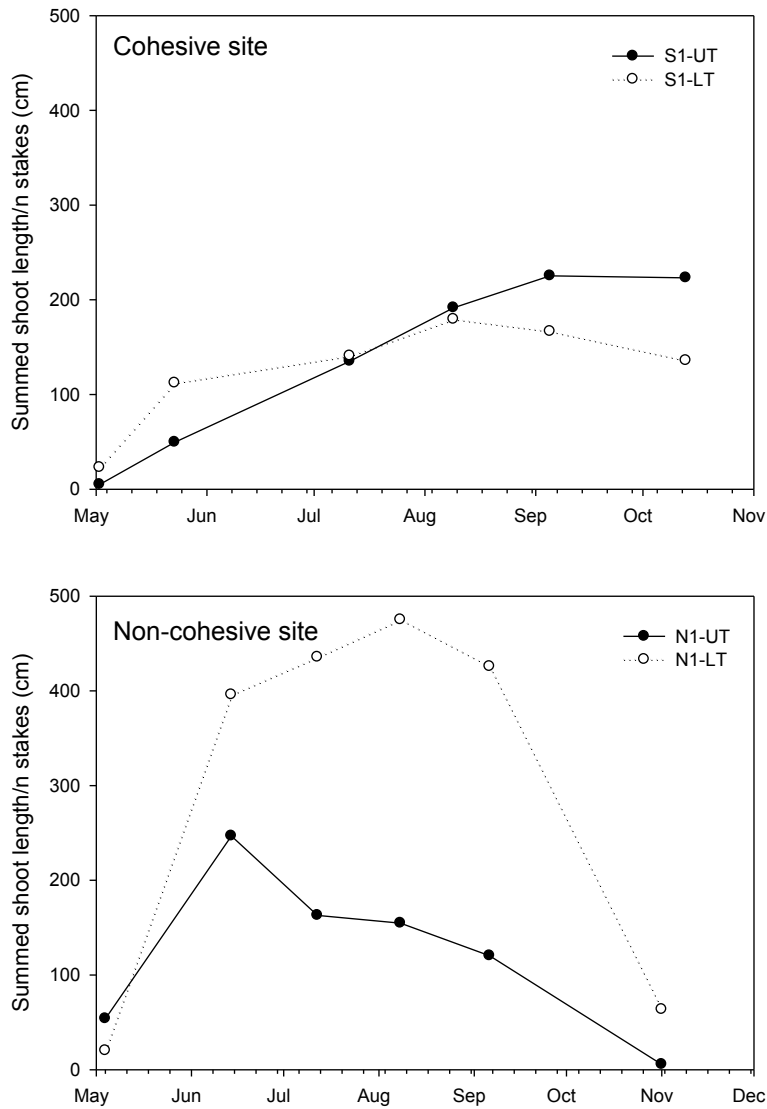 500
Cohesive site
S1-UT
S1-LT
400
300
200
100
0
Summed shoot length/n stakes (cm)
May Jun Jul Aug Sep Oct Nov
500
Non-cohesive site
N1-UT
N1-LT
400
300
200
100
0
Summed shoot length/n stakes (cm)
May Jun Jul Aug Sep Oct Nov Dec